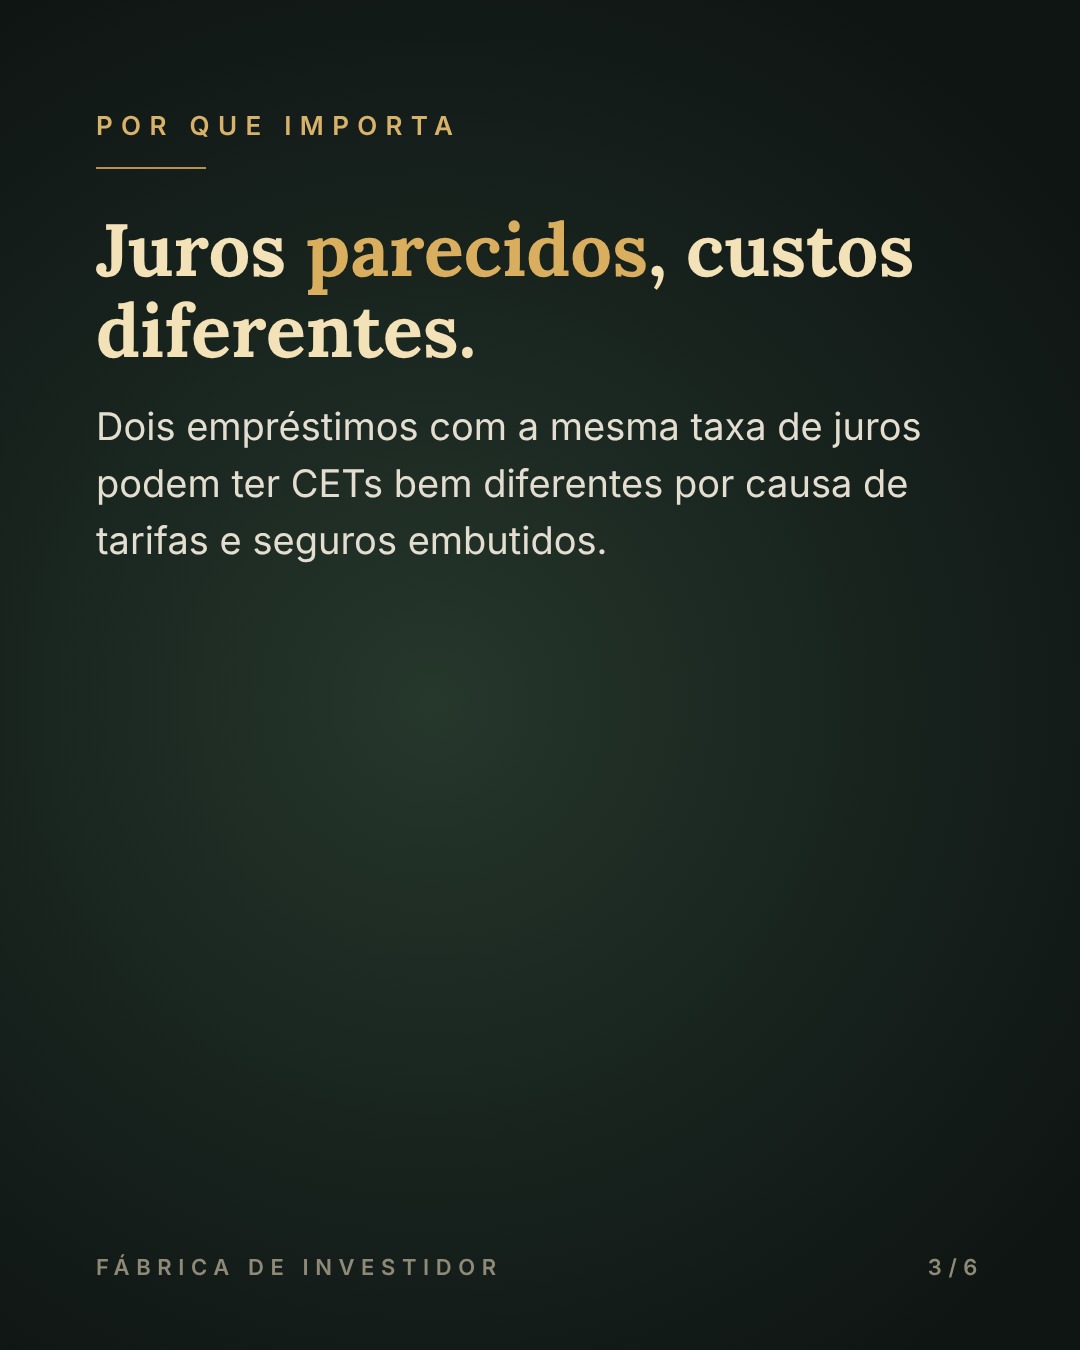 POR QUE IMPORTA
Juros parecidos, custos
diferentes.
Dois empréstimos com a mesma taxa de juros
podem ter CETs bem diferentes por causa de
tarifas e seguros embutidos.
FÁBRICA DE INVESTIDOR
3/6